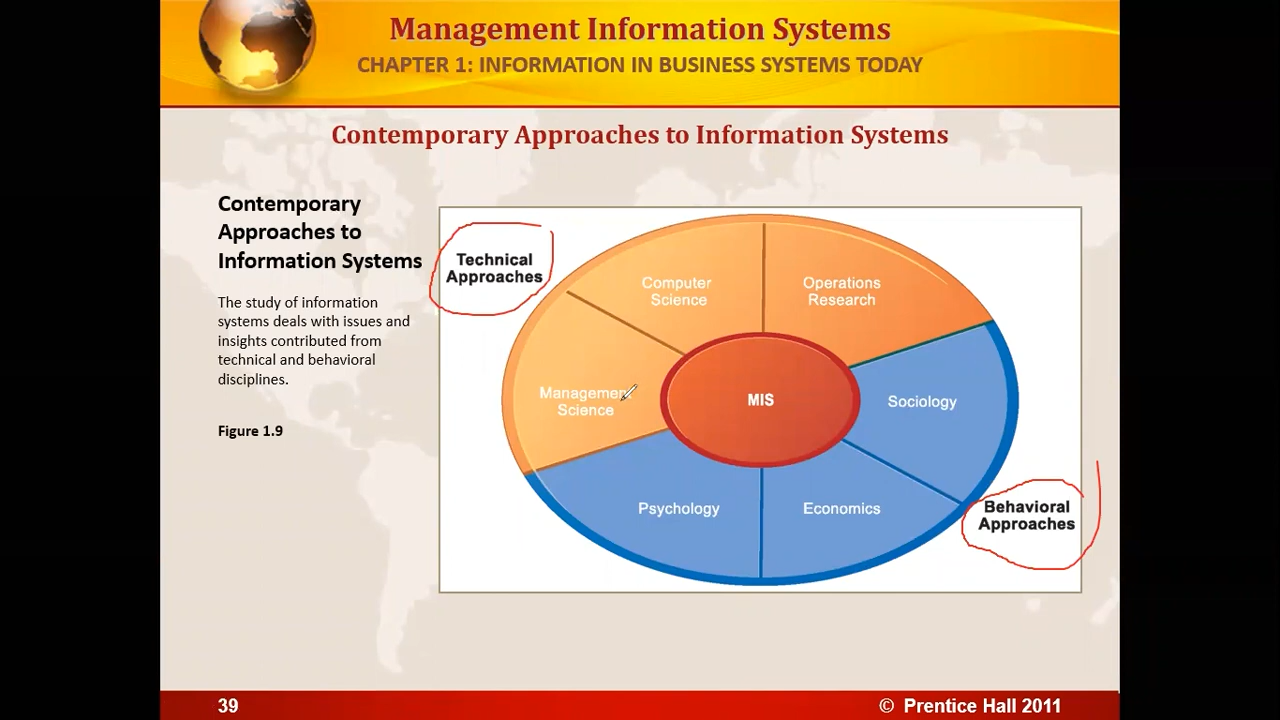 Management Information Systems
CHAPTER 1: INFORMATION IN BUSINESS SYSTEMS TODAY
Contemporary Approaches to Information Systems
Contemporary
Approaches to
Information Systems
The study of information
systems deals with issues and
insights contributed from
technical and behavioral
disciplines.
Figure 1.9
Technical
Approaches
Computer
Science
Operations
Research
Management
Science
MIS
Sociology
Psychology
Economics
Behavioral
Approaches
39
© Prentice Hall 2011